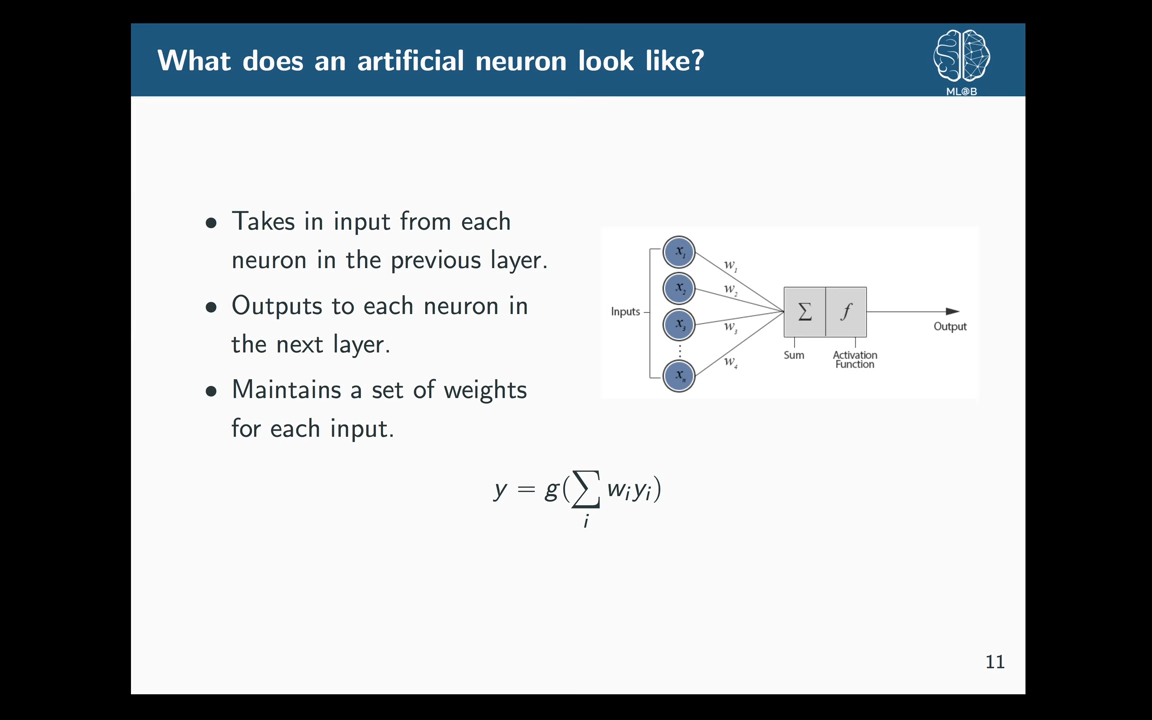 What does an artificial neuron look like?
ML@B
• Takes in input from each
neuron in the previous layer.
• Outputs to each neuron in
the next layer.
• Maintains a set of weights
for each input.
Inputs
x₁
x₂
x₃
⋮
xₙ
w₁
w₂
w₃
w₄
Σ f
Sum
Activation
Function
Output
y = g(∑ᵢ wᵢyᵢ)
11